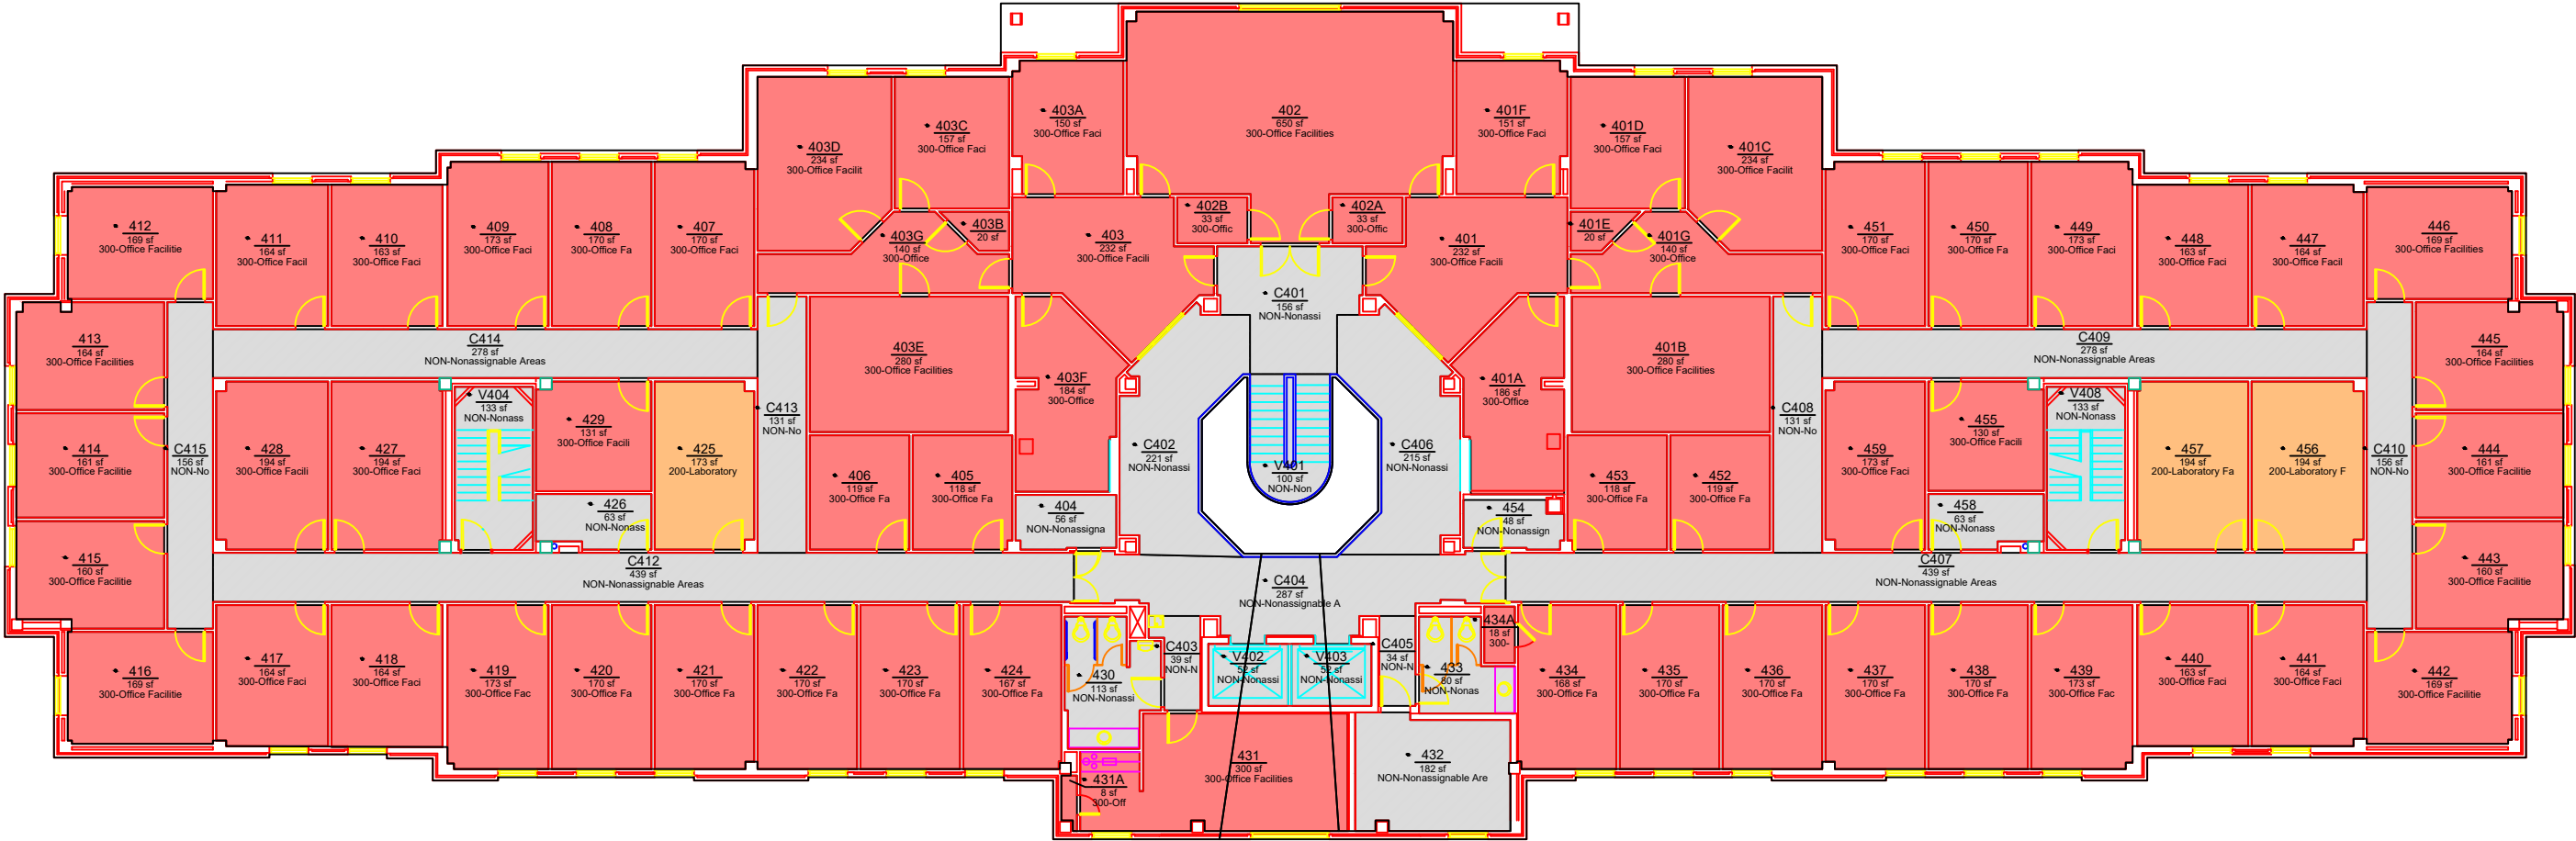 402
650 sf
300-Office Facilities
403A
150 sf
300-Office Faci
401F
151 sf
300-Office Faci
403C
157 sf
300-Office Faci
403D
234 sf
300-Office Facilit
401D
157 sf
300-Office Faci
401C
234 sf
300-Office Facilit
412
169 sf
300-Office Facilitie
411
164 sf
300-Office Facil
410
163 sf
300-Office Faci
409
173 sf
300-Office Faci
408
170 sf
300-Office Fa
407
170 sf
300-Office Faci
403G
140 sf
300-Office
403B
20 sf
403
232 sf
300-Office Facili
402B
33 sf
300-Offic
402A
33 sf
300-Offic
401
232 sf
300-Office Facili
401E
20 sf
401G
140 sf
300-Office
451
170 sf
300-Office Faci
450
170 sf
300-Office Fa
449
173 sf
300-Office Faci
448
163 sf
300-Office Faci
447
164 sf
300-Office Facil
446
169 sf
300-Office Facilities
C401
156 sf
NON-Nonassi
413
164 sf
300-Office Facilities
C414
278 sf
NON-Nonassignable Areas
403E
280 sf
300-Office Facilities
403F
184 sf
300-Office
401A
186 sf
300-Office
401B
280 sf
300-Office Facilities
C409
278 sf
NON-Nonassignable Areas
445
164 sf
300-Office Facilities
414
161 sf
300-Office Facilitie
C415
156 sf
NON-No
428
194 sf
300-Office Facili
427
194 sf
300-Office Faci
V404
133 sf
NON-Nonass
429
131 sf
300-Office Facili
425
173 sf
200-Laboratory
C413
131 sf
NON-No
406
119 sf
300-Office Fa
405
118 sf
300-Office Fa
C402
221 sf
NON-Nonassi
V401
100 sf
NON-Non
C406
215 sf
NON-Nonassi
453
118 sf
300-Office Fa
452
119 sf
300-Office Fa
C408
131 sf
NON-No
459
173 sf
300-Office Faci
455
130 sf
300-Office Facili
V408
133 sf
NON-Nonass
457
194 sf
200-Laboratory Fa
456
194 sf
200-Laboratory F
C410
156 sf
NON-No
444
161 sf
300-Office Facilitie
426
63 sf
NON-Nonass
404
56 sf
NON-Nonassigna
454
48 sf
NON-Nonassign
458
63 sf
NON-Nonass
415
160 sf
300-Office Facilitie
C412
439 sf
NON-Nonassignable Areas
C404
287 sf
NON-Nonassignable A
C407
439 sf
NON-Nonassignable Areas
443
160 sf
300-Office Facilitie
416
169 sf
300-Office Facilitie
417
164 sf
300-Office Faci
418
164 sf
300-Office Faci
419
173 sf
300-Office Fac
420
170 sf
300-Office Fa
421
170 sf
300-Office Fa
422
170 sf
300-Office Fa
423
170 sf
300-Office Fa
424
167 sf
300-Office Fa
430
113 sf
NON-Nonassi
C403
39 sf
NON-N
V402
52 sf
NON-Nonassi
V403
52 sf
NON-Nonassi
C405
34 sf
NON-N
433
80 sf
NON-Nonas
434A
18 sf
300-
434
168 sf
300-Office Fa
435
170 sf
300-Office Fa
436
170 sf
300-Office Fa
437
170 sf
300-Office Fa
438
170 sf
300-Office Fa
439
173 sf
300-Office Fac
440
163 sf
300-Office Faci
441
164 sf
300-Office Faci
442
169 sf
300-Office Facilitie
431
300 sf
300-Office Facilities
431A
8 sf
300-Off
432
182 sf
NON-Nonassignable Are